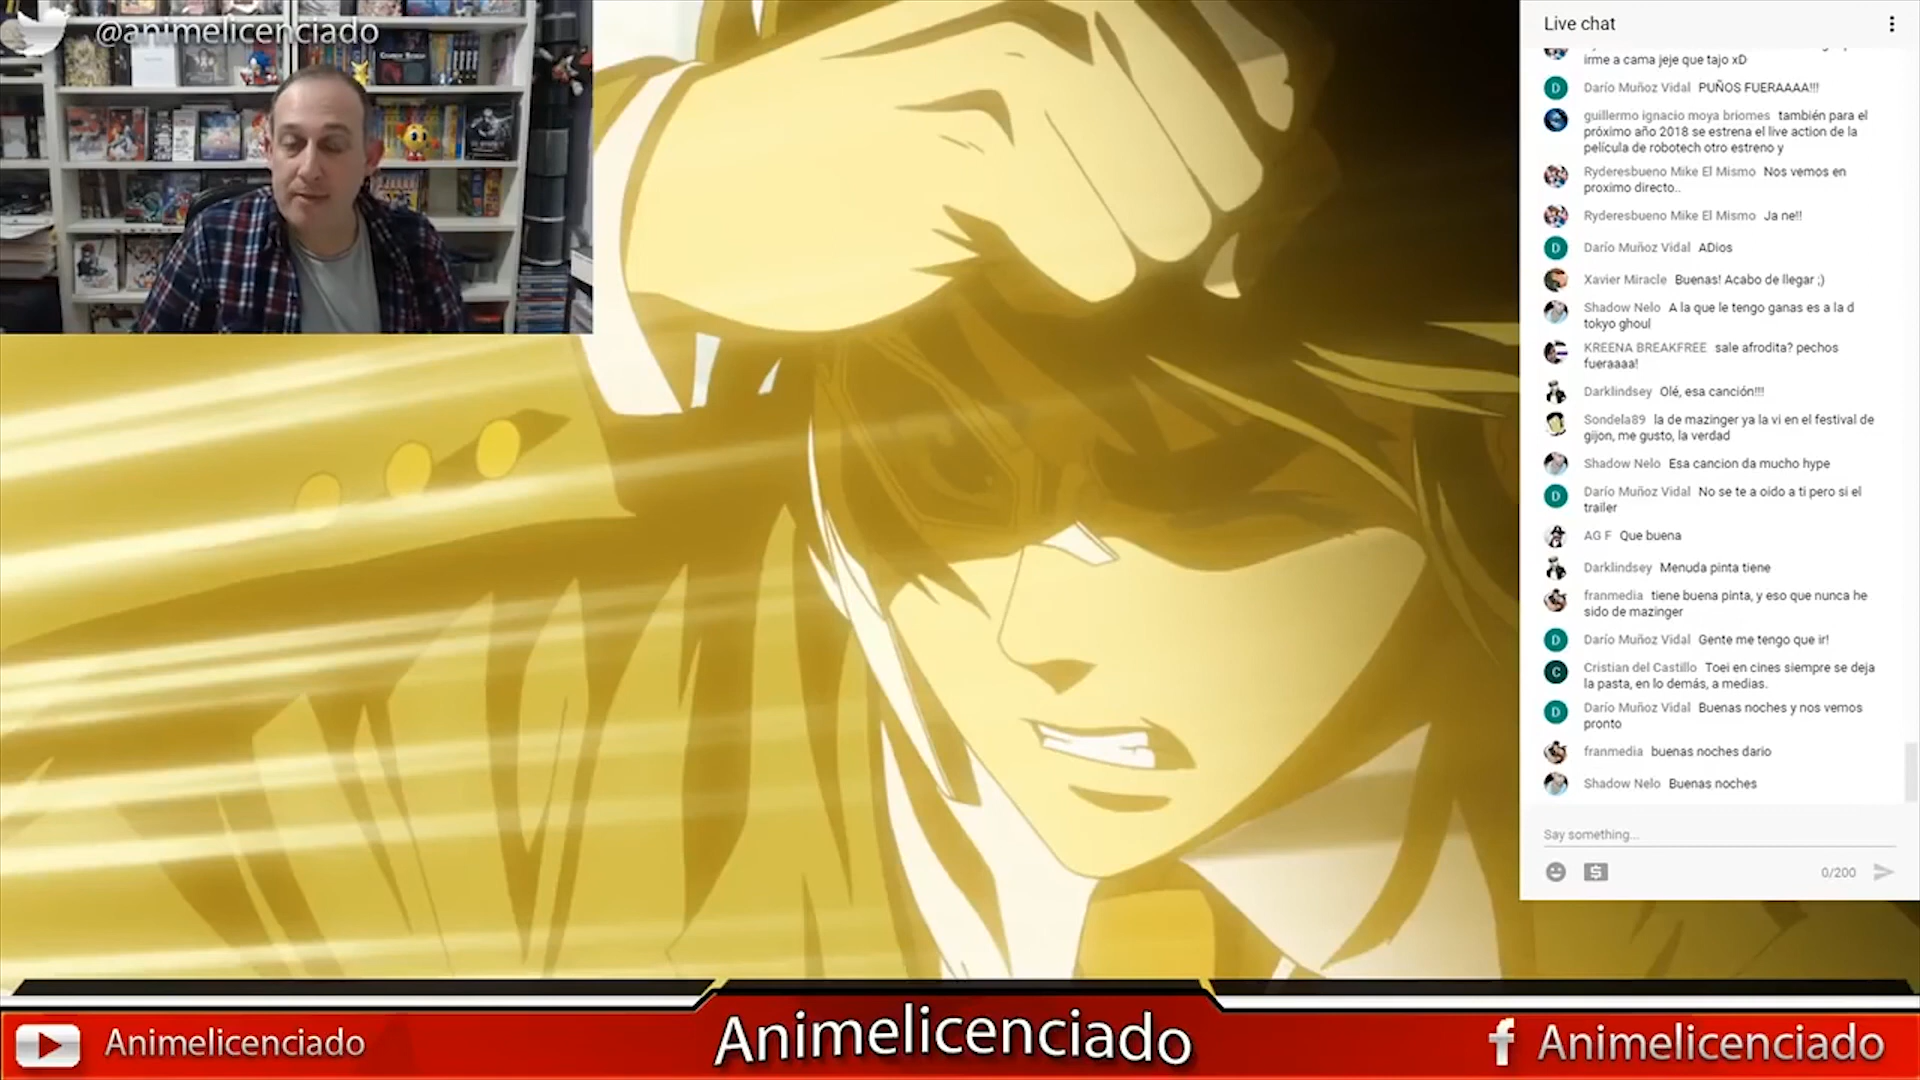 @animelicenciado
Live chat
irme a cama jeje que tajo xD
Darío Muñoz Vidal PUÑOS FUERAAAA!!!
guillermo ignacio moya briomes también para el
próximo año 2018 se estrena el live action de la
película de robotech otro estreno y
Ryderesbueno Mike El Mismo Nos vemos en
proximo directo..
Ryderesbueno Mike El Mismo Ja ne!!
Darío Muñoz Vidal ADios
Xavier Miracle Buenas! Acabo de llegar ;)
Shadow Nelo A la que le tengo ganas es a la d
tokyo ghoul
KREENA BREAKFREE sale afrodita? pechos
fueraaaa!
Darklindsey Olé, esa canción!!!!
Sondela89 la de mazinger ya la vi en el festival de
gijon, me gusto, la verdad
Shadow Nelo Esa cancion da mucho hype
Darío Muñoz Vidal No se te a oido a ti pero si el
trailer
AG F Que buena
Darklindsey Menuda pinta tiene
franmedia tiene buena pinta, y eso que nunca he
sido de mazinger
Darío Muñoz Vidal Gente me tengo que ir!
Cristian del Castillo Toei en cines siempre se deja
la pasta, en lo demás, a medias.
Darío Muñoz Vidal Buenas noches y nos vemos
pronto
franmedia buenas noches dario
Shadow Nelo Buenas noches
Say something...
0/200
Animelicenciado
Animelicenciado
Animelicenciado